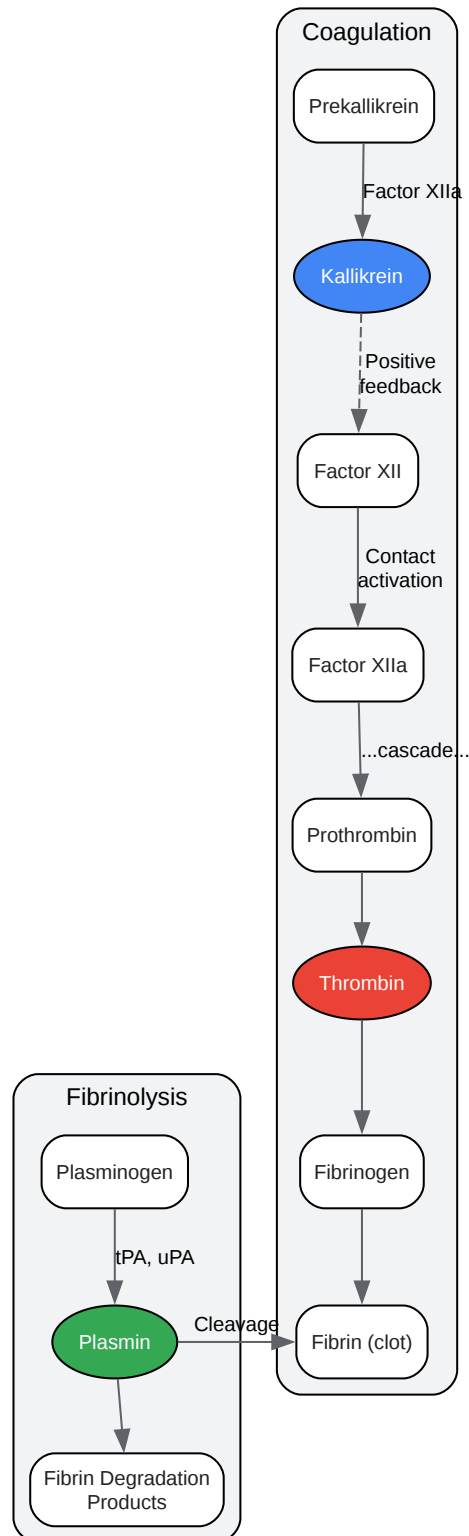 Coagulation
Prekallikrein
Factor XIIa
Kallikrein
Positive
feedback
Factor XII
Contact
activation
Factor XIIa
...cascade...
Prothrombin
Thrombin
Fibrinogen
Fibrin (clot)
Fibrinolysis
Plasminogen
tPA, uPA
Plasmin
Cleavage
Fibrin Degradation
Products